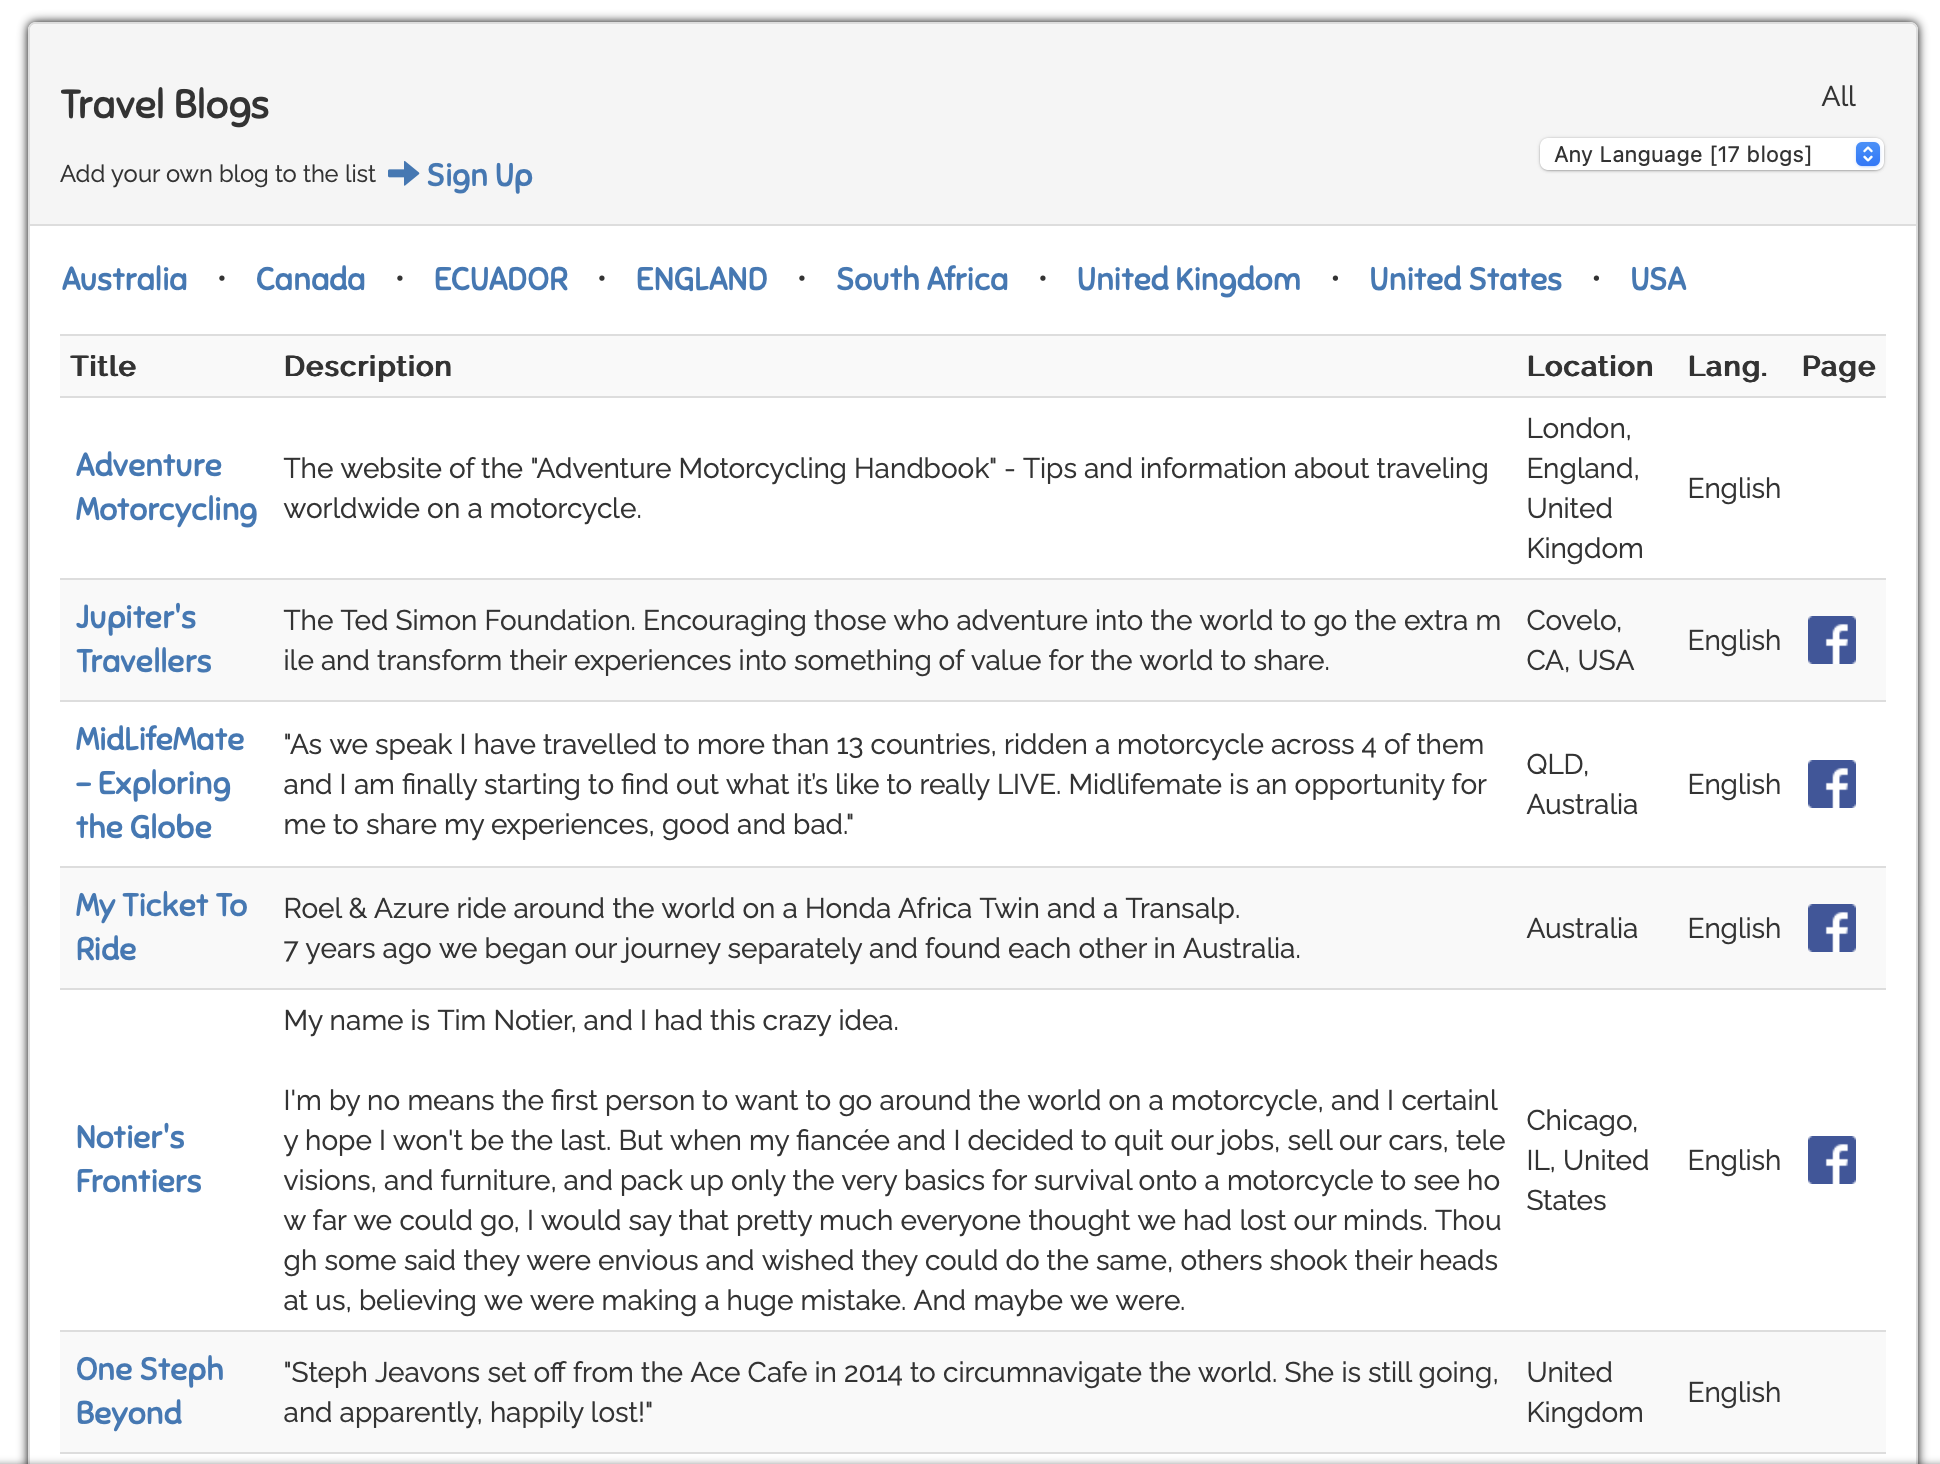 Travel Blogs
All
Add your own blog to the list Sign Up
Any Language [17 blogs]
Australia · Canada · ECUADOR · ENGLAND · South Africa · United Kingdom · United States · USA
Title Description Location Lang. Page
Adventure
Motorcycling
The website of the "Adventure Motorcycling Handbook" - Tips and information about traveling
worldwide on a motorcycle.
London,
England,
United
Kingdom
English
Jupiter's
Travellers
The Ted Simon Foundation. Encouraging those who adventure into the world to go the extra m
ile and transform their experiences into something of value for the world to share.
Covelo,
CA, USA
English
MidLifeMate
– Exploring
the Globe
"As we speak I have travelled to more than 13 countries, ridden a motorcycle across 4 of them
and I am finally starting to find out what it's like to really LIVE. Midlifemate is an opportunity for
me to share my experiences, good and bad."
QLD,
Australia
English
My Ticket To
Ride
Roel & Azure ride around the world on a Honda Africa Twin and a Transalp.
7 years ago we began our journey separately and found each other in Australia.
Australia
English
Notier's
Frontiers
My name is Tim Notier, and I had this crazy idea.
I'm by no means the first person to want to go around the world on a motorcycle, and I certainl
y hope I won't be the last. But when my fiancée and I decided to quit our jobs, sell our cars, tele
visions, and furniture, and pack up only the very basics for survival onto a motorcycle to see ho
w far we could go, I would say that pretty much everyone thought we had lost our minds. Thou
gh some said they were envious and wished they could do the same, others shook their heads
at us, believing we were making a huge mistake. And maybe we were.
Chicago,
IL, United
States
English
One Steph
Beyond
"Steph Jeavons set off from the Ace Cafe in 2014 to circumnavigate the world. She is still going,
and apparently, happily lost!"
United
Kingdom
English